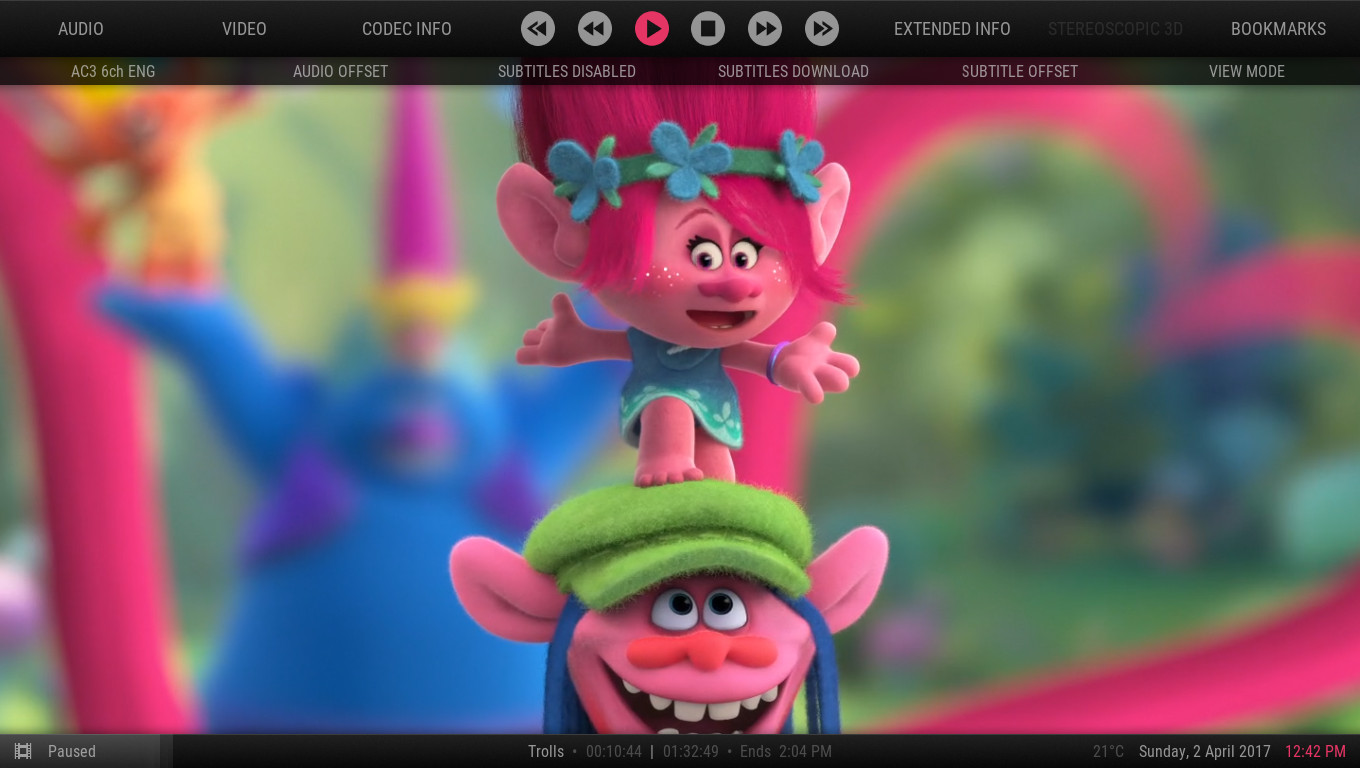 AUDIO VIDEO CODEC INFO EXTENDED INFO STEREOSCOPIC 3D BOOKMARKS
AC3 6ch ENG AUDIO OFFSET SUBTITLES DISABLED SUBTITLES DOWNLOAD SUBTITLE OFFSET VIEW MODE
Paused Trolls • 00:10:44 | 01:32:49 • Ends 2:04 PM 21°C Sunday, 2 April 2017 12:42 PM